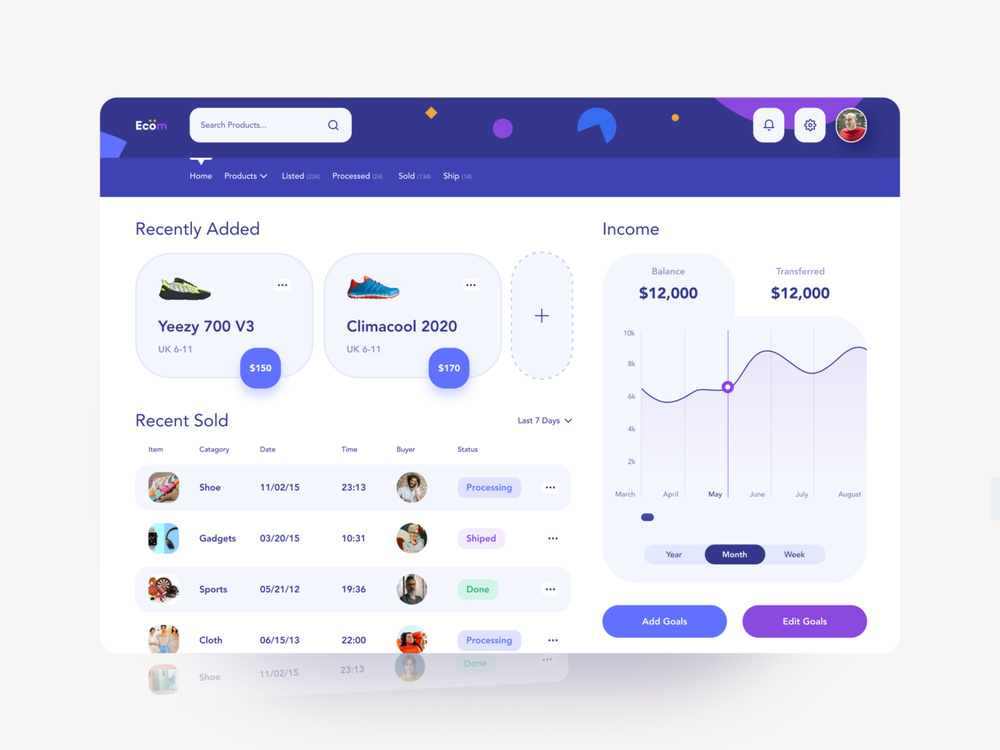 Ecöm
Search Products...
Home Products Listed (234) Processed (24) Sold (134) Ship (14)
Recently Added
Yeezy 700 V3
UK 6-11
$150
Climacool 2020
UK 6-11
$170
Recent Sold
Last 7 Days
Item Catagory Date Time Buyer Status
Shoe 11/02/15 23:13 Processing
Gadgets 03/20/15 10:31 Shiped
Sports 05/21/12 19:36 Done
Cloth 06/15/13 22:00 Processing
Shoe 11/02/15 23:13 Done
Income
Balance
$12,000
Transferred
$12,000
10k
8k
6k
4k
2k
March April May June July August
Year Month Week
Add Goals Edit Goals